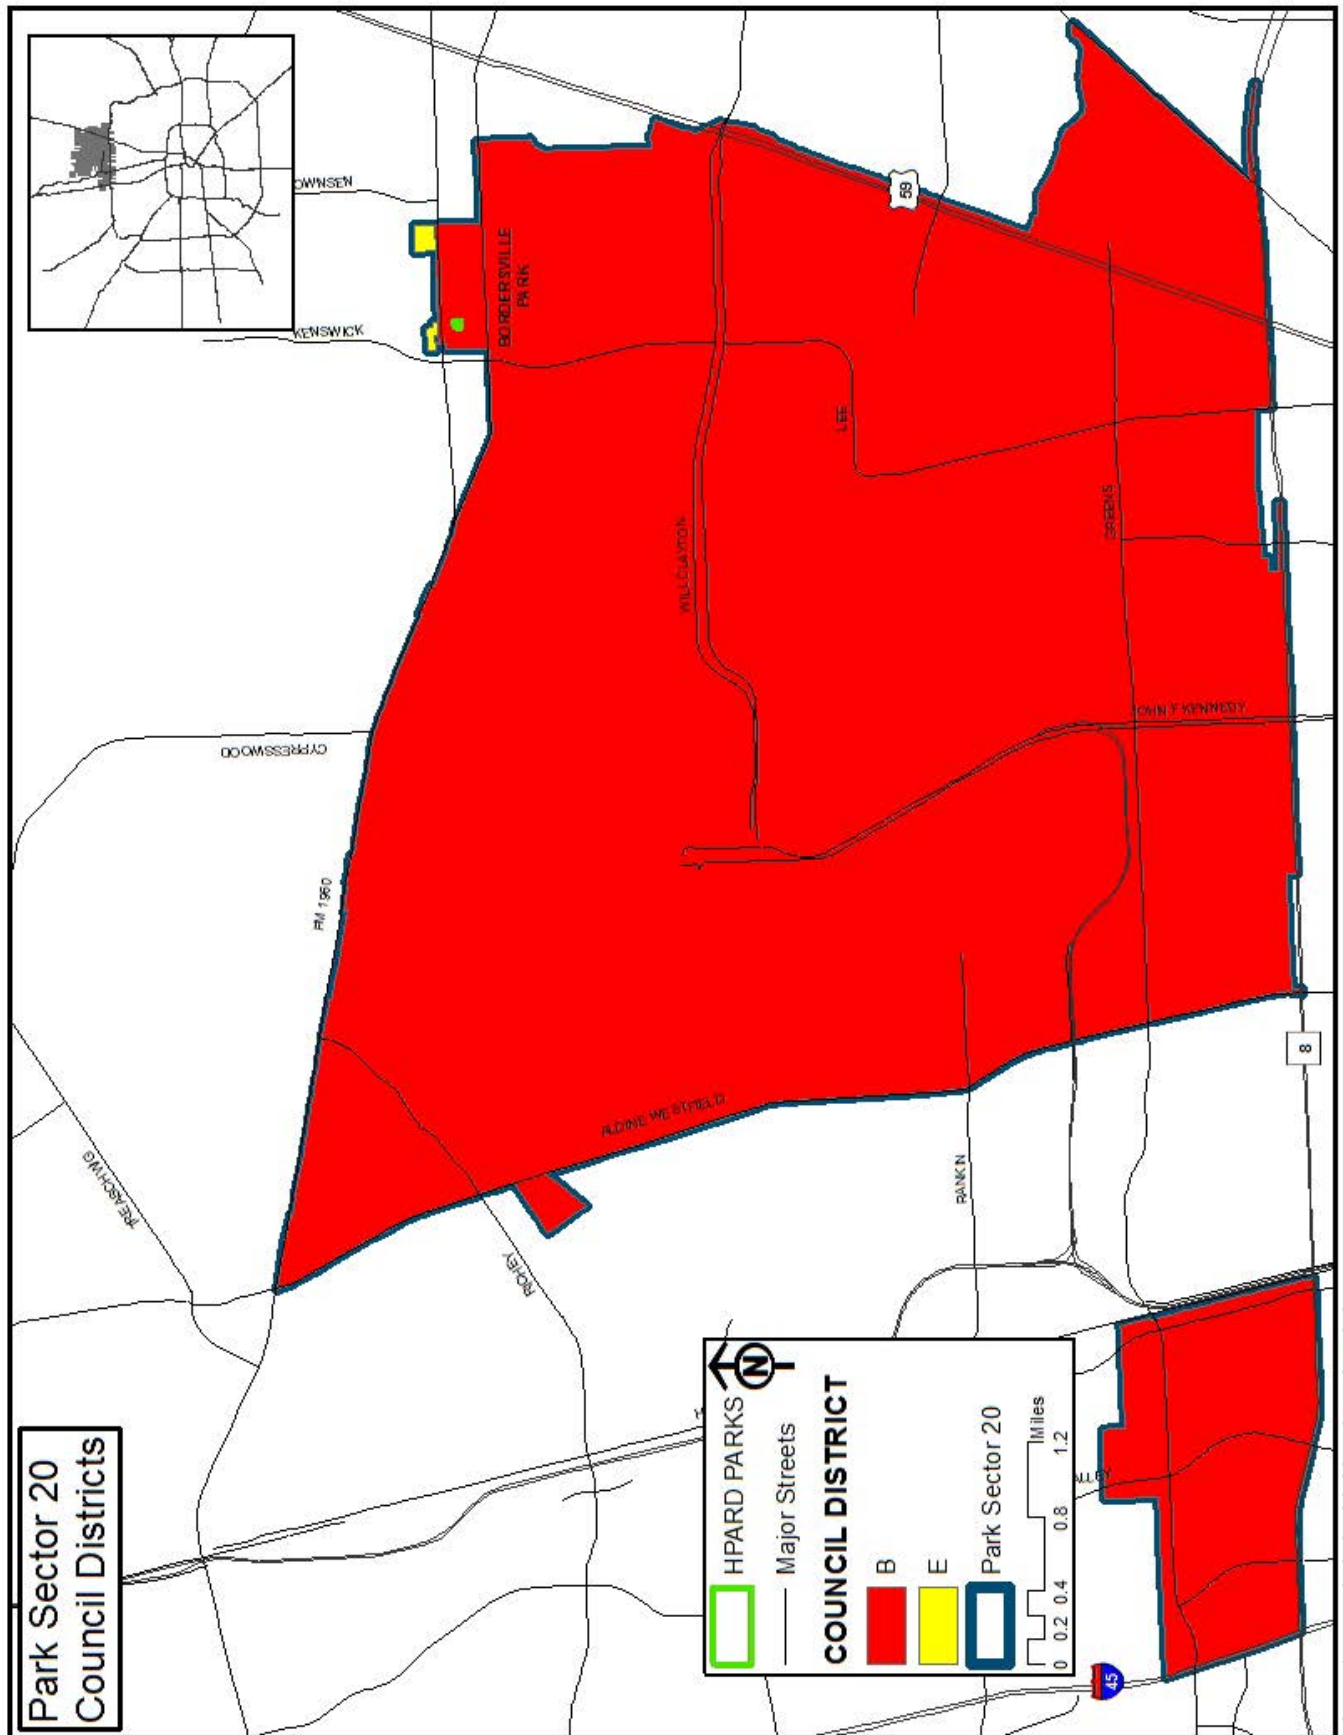 Park Sector 20
Council Districts
OWNSEN
KENSWICK
BORDERSVILLE
PARK
59
LEE
WILL CLAYTON
GREENS
JOHN F KENNEDY
CYPRESSWOOD
FM 1960
ALDINE WESTFIELD
RANKIN
RICHEY
TREASCHWIG
8
ALLEY
45
N
HPARD PARKS
Major Streets
COUNCIL DISTRICT
B
E
Park Sector 20
Miles
0 0.2 0.4 0.8 1.2